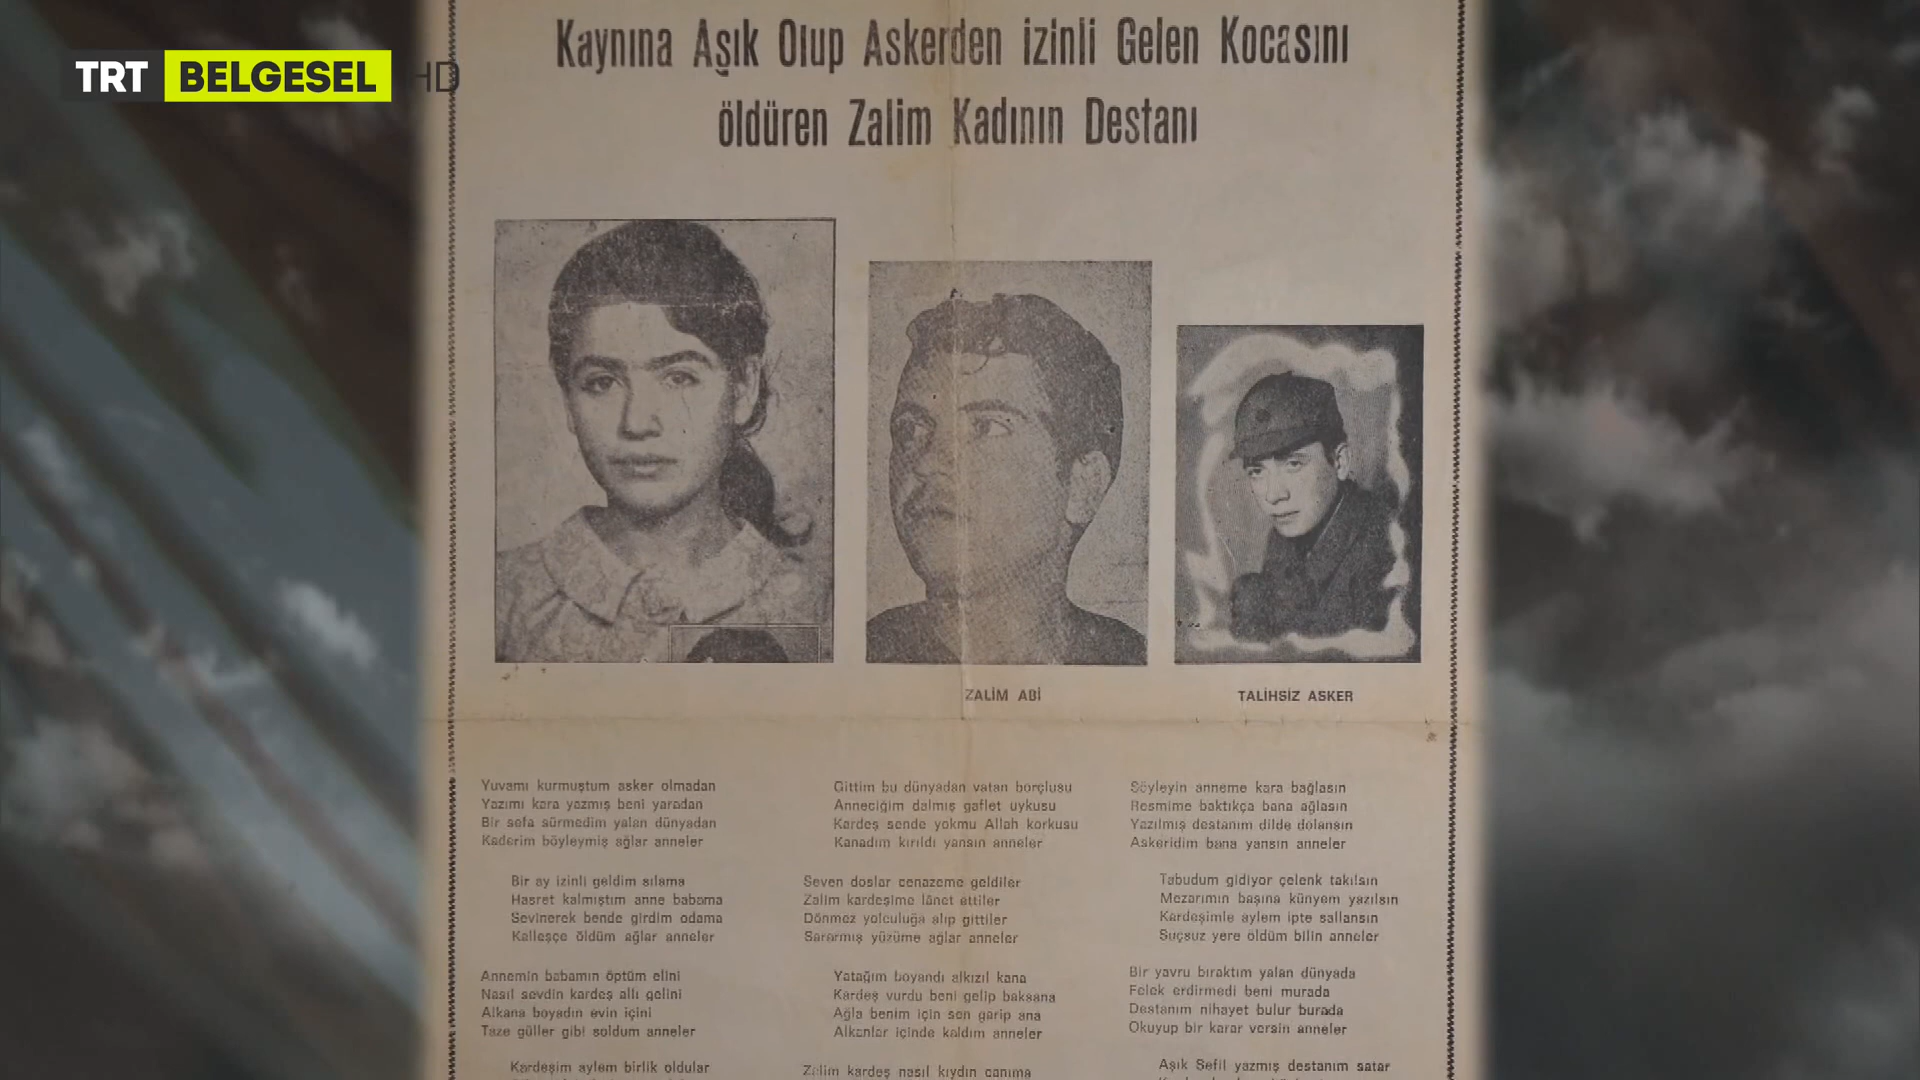 TRT BELGESEL HD
Kaynına Aşık Olup Askerden izinli Gelen Kocasını
öldüren Zalim Kadının Destanı
ZALİM ABİ
TALİHSİZ ASKER
Yuvamı kurmuştum asker olmadan
Yazımı kara yazmış beni yaradan
Bir sefa sürmedim yalan dünyadan
Kaderim böyleymiş ağlar anneler
Bir ay izinli geldim sılama
Hasret kalmıştım anne babama
Sevinerek bende girdim odama
Kalleşçe öldüm ağlar anneler
Annemin babamın öptüm elini
Nasıl sevdin kardeş allı gelini
Alkana boyadın evin içini
Taze güller gibi soldum anneler
Kardeşim aylem birlik oldular
Gittim bu dünyadan vatan borçlusu
Anneciğim dalmış gaflet uykusu
Kardeş sende yokmu Allah korkusu
Kanadım kırıldı yansın anneler
Seven doslar cenazeme geldiler
Zalim kardeşime lânet ettiler
Dönmez yolculuğa alıp gittiler
Sararmış yüzüme ağlar anneler
Yatağım boyandı alkızıl kana
Kardeş vurdu beni gelip baksana
Ağla benim için sen garip ana
Alkanlar içinde kaldım anneler
Zalim kardeş nasıl kıydın canıma
Söyleyin anneme kara bağlasın
Resmime baktıkça bana ağlasın
Yazılmış destanım dilde dolansın
Askeridim bana yansın anneler
Tabudum gidiyor çelenk takılsın
Mezarımın başına künyem yazılsın
Kardeşimle aylem ipte sallansın
Suçsuz yere öldüm bilin anneler
Bir yavru bıraktım yalan dünyada
Felek erdirmedi beni murada
Destanım nihayet bulur burada
Okuyup bir karar versin anneler
Aşık Sefil yazmış destanım satar